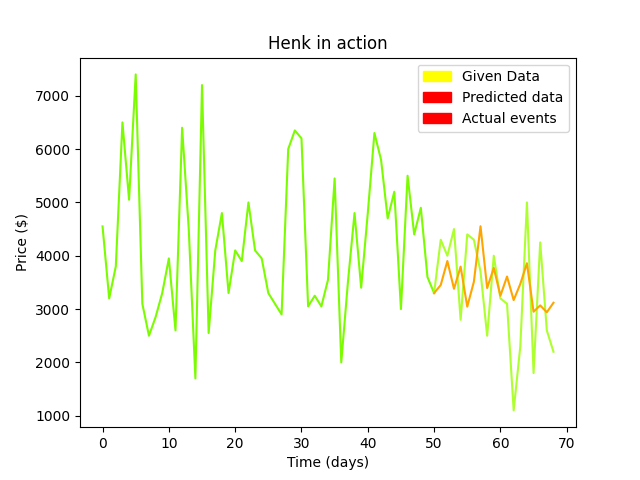 Henk in action
Given Data
Predicted data
Actual events
Price ($)
7000
6000
5000
4000
3000
2000
1000
0 10 20 30 40 50 60 70
Time (days)